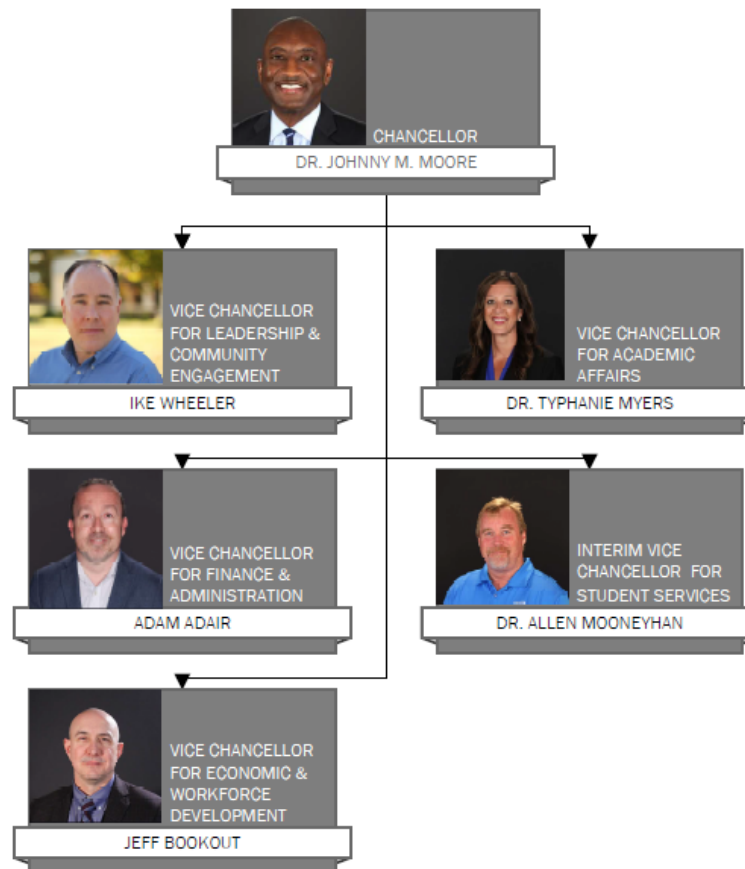 CHANCELLOR
DR. JOHNNY M. MOORE
VICE CHANCELLOR
FOR LEADERSHIP &
COMMUNITY
ENGAGEMENT
IKE WHEELER
VICE CHANCELLOR
FOR ACADEMIC
AFFAIRS
DR. TYPHANIE MYERS
VICE CHANCELLOR
FOR FINANCE &
ADMINISTRATION
ADAM ADAIR
INTERIM VICE
CHANCELLOR FOR
STUDENT SERVICES
DR. ALLEN MOONEYHAN
VICE CHANCELLOR
FOR ECONOMIC &
WORKFORCE
DEVELOPMENT
JEFF BOOKOUT